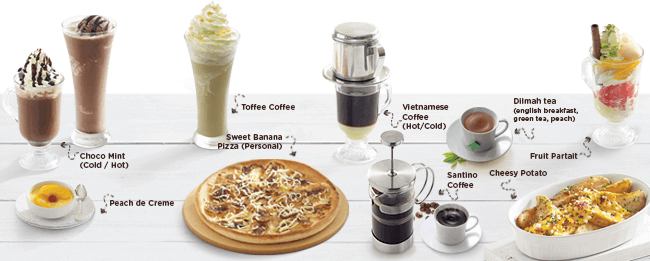 Choco Mint
(Cold / Hot)
Peach de Creme
Toffee Coffee
Sweet Banana
Pizza (Personal)
Vietnamese
Coffee
(Hot/Cold)
Santino
Coffee
Dilmah tea
(english breakfast,
green tea, peach)
Fruit Partait
Cheesy Potato